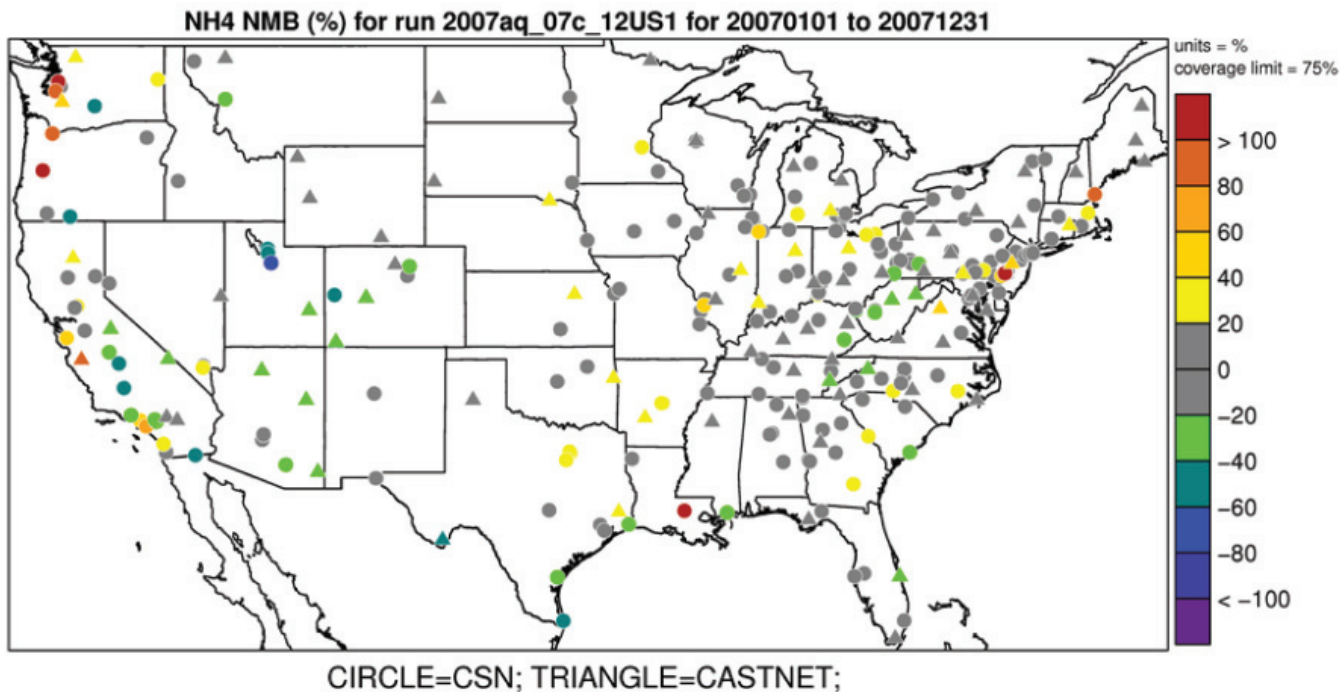 NH4 NMB (%) for run 2007aq_07c_12US1 for 20070101 to 20071231
units = %
coverage limit = 75%
> 100
80
60
40
20
0
−20
−40
−60
−80
< −100
CIRCLE=CSN; TRIANGLE=CASTNET;